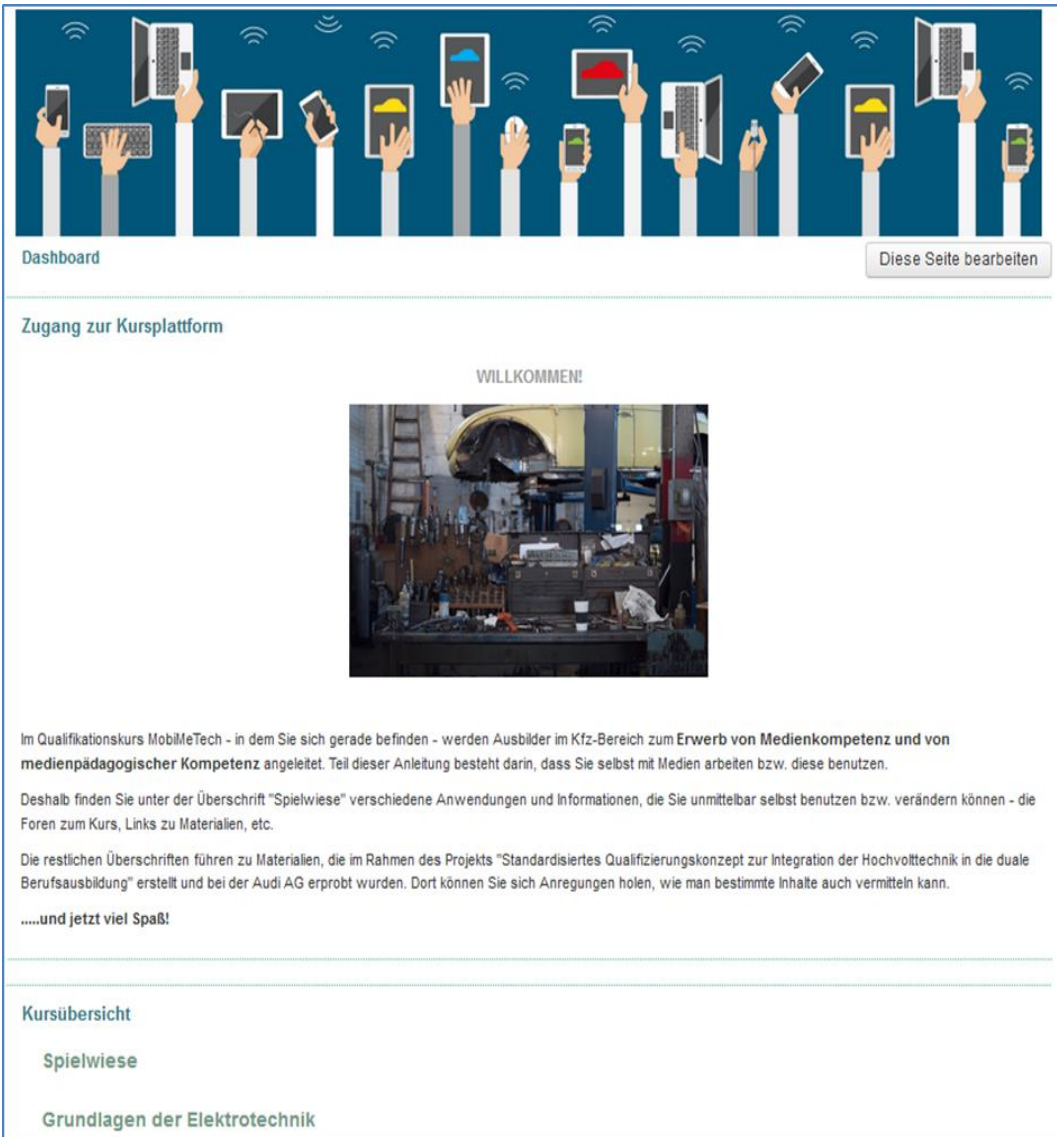 Dashboard
Diese Seite bearbeiten
Zugang zur Kursplattform
WILLKOMMEN!
Im Qualifikationskurs MobiMeTech - in dem Sie sich gerade befinden - werden Ausbilder im Kfz-Bereich zum Erwerb von Medienkompetenz und von
medienpädagogischer Kompetenz angeleitet. Teil dieser Anleitung besteht darin, dass Sie selbst mit Medien arbeiten bzw. diese benutzen.
Deshalb finden Sie unter der Überschrift "Spielwiese" verschiedene Anwendungen und Informationen, die Sie unmittelbar selbst benutzen bzw. verändern können - die
Foren zum Kurs, Links zu Materialien, etc.
Die restlichen Überschriften führen zu Materialien, die im Rahmen des Projekts "Standardisiertes Qualifizierungskonzept zur Integration der Hochvolttechnik in die duale
Berufsausbildung" erstellt und bei der Audi AG erprobt wurden. Dort können Sie sich Anregungen holen, wie man bestimmte Inhalte auch vermitteln kann.
.....und jetzt viel Spaß!
Kursübersicht
Spielwiese
Grundlagen der Elektrotechnik